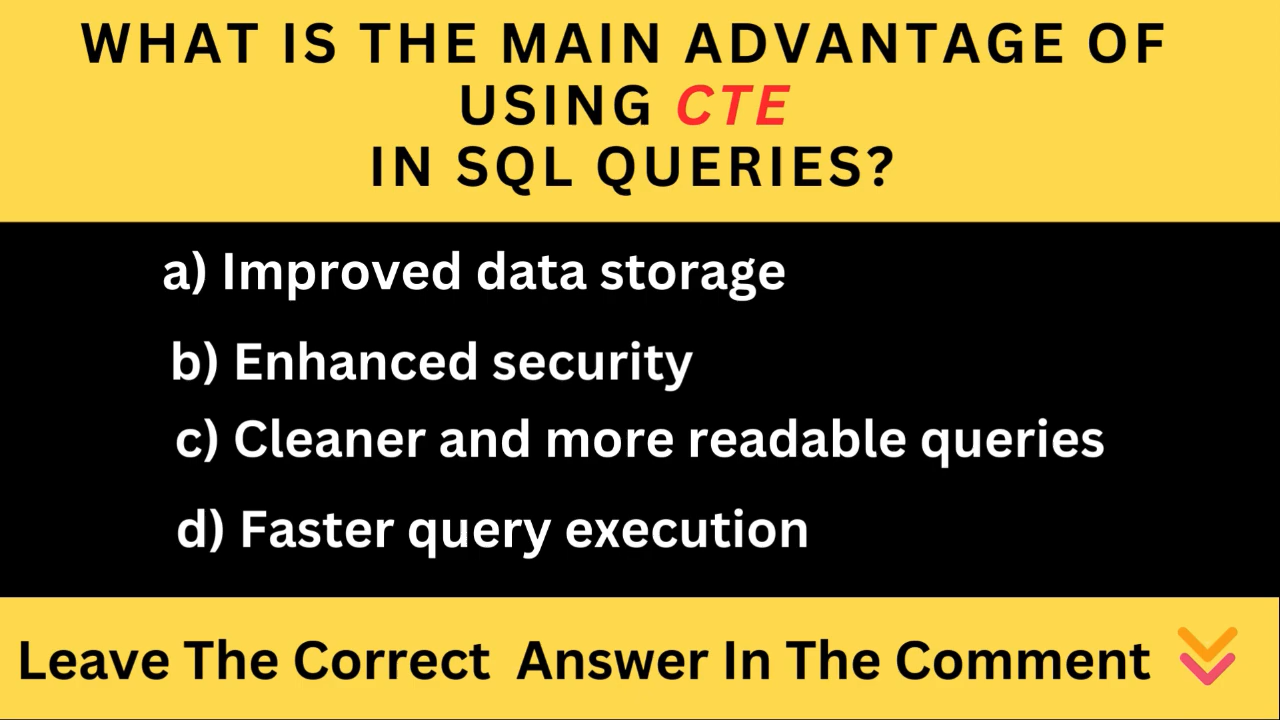 WHAT IS THE MAIN ADVANTAGE OF
USING CTE
IN SQL QUERIES?
a) Improved data storage
b) Enhanced security
c) Cleaner and more readable queries
d) Faster query execution
Leave The Correct Answer In The Comment